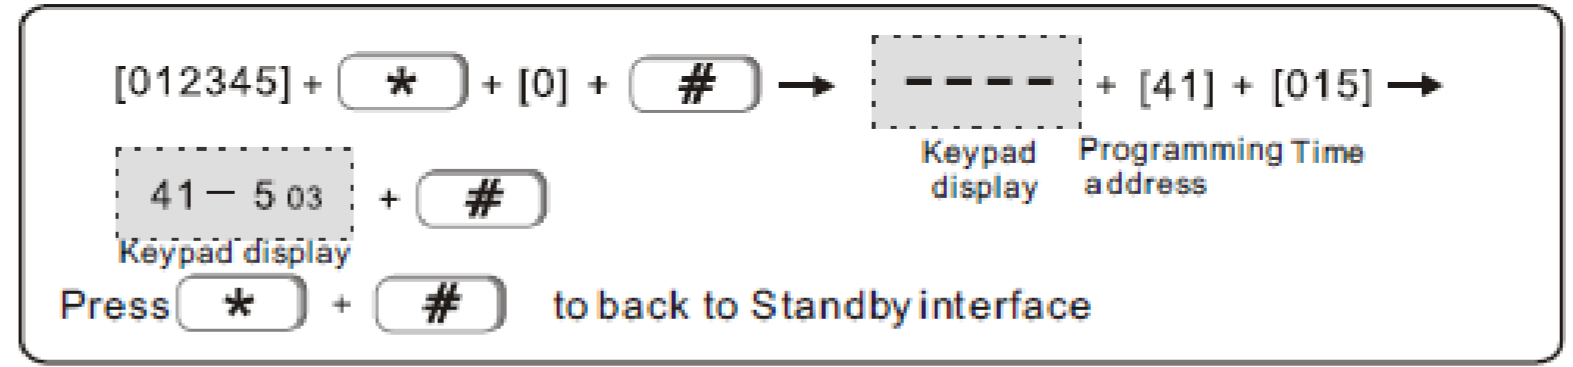 [012345] + * + [0] + # → ---- + [41] + [015] →
Keypad display Programming address Time
41 — 5 03 + #
Keypad display
Press * + # to back to Standby interface